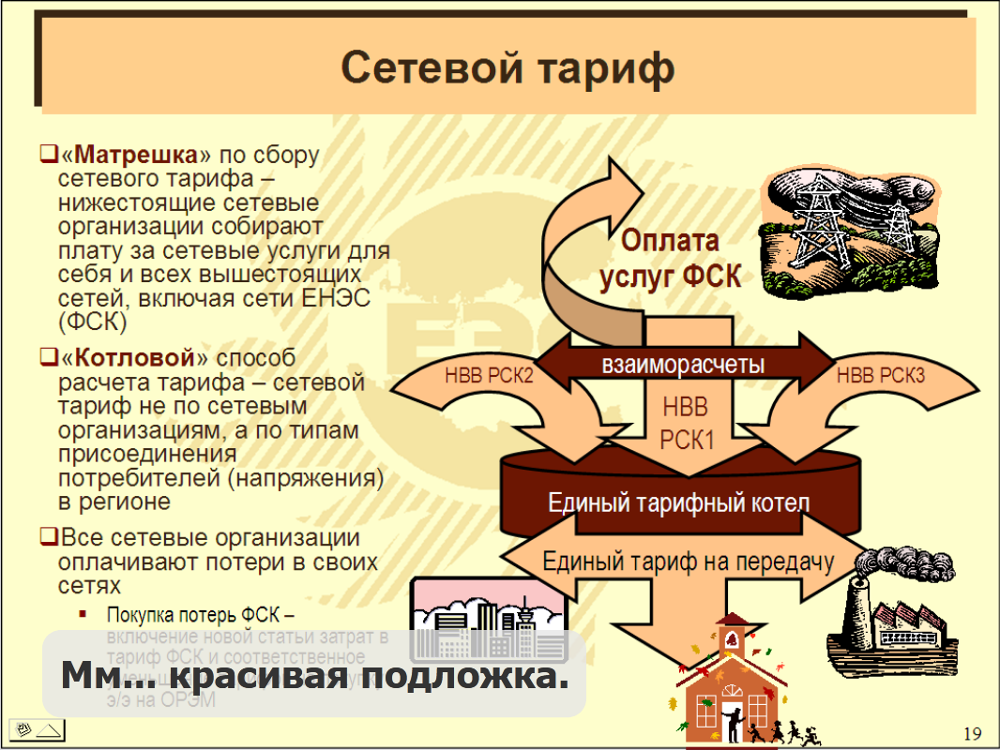 Сетевой тариф
❑«Матрешка» по сбору
сетевого тарифа –
нижестоящие сетевые
организации собирают
плату за сетевые услуги для
себя и всех вышестоящих
сетей, включая сети ЕНЭС
(ФСК)
❑«Котловой» способ
расчета тарифа – сетевой
тариф не по сетевым
организациям, а по типам
присоединения
потребителей (напряжения)
в регионе
❑Все сетевые организации
оплачивают потери в своих
сетях
▪ Покупка потерь ФСК –
включение новой статьи затрат в
тариф ФСК и соответственное
э/э на ОРЭМ
Мм... красивая подложка.
Оплата
услуг ФСК
взаиморасчеты
НВВ РСК2
НВВ РСК3
НВВ
РСК1
Единый тарифный котел
Единый тариф на передачу
ЕЭС
19